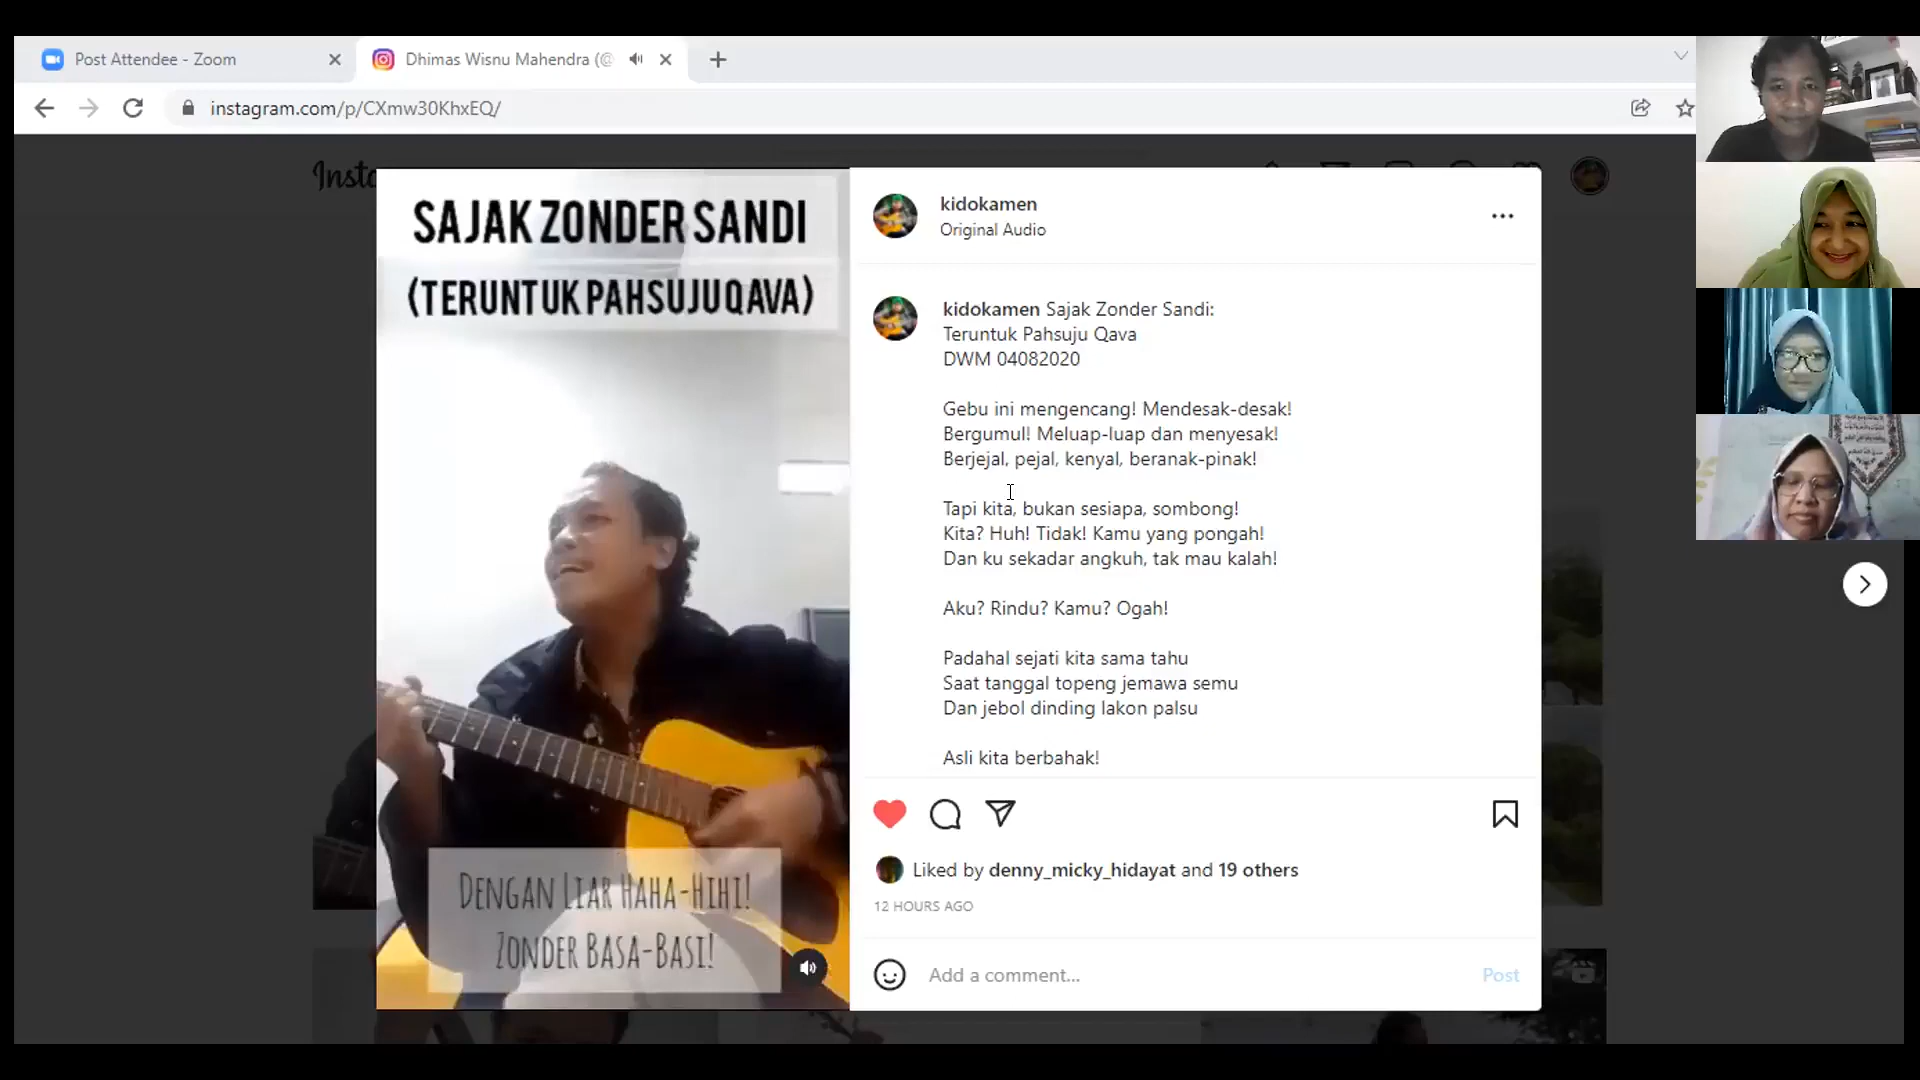 Post Attendee - Zoom
Dhimas Wisnu Mahendra (@
instagram.com/p/CXmw30KhxEQ/
SAJAK ZONDER SANDI
(TERUNTUK PAHSUJU QAVA)
DENGAN LIAR HAHA-HIHI!
ZONDER BASA-BASI!
kidokamen
Original Audio
kidokamen Sajak Zonder Sandi:
Teruntuk Pahsuju Qava
DWM 04082020
Gebu ini mengencang! Mendesak-desak!
Bergumul! Meluap-luap dan menyesak!
Berjejal, pejal, kenyal, beranak-pinak!
Tapi kita, bukan sesiapa, sombong!
Kita? Huh! Tidak! Kamu yang pongah!
Dan ku sekadar angkuh, tak mau kalah!
Aku? Rindu? Kamu? Ogah!
Padahal sejati kita sama tahu
Saat tanggal topeng jemawa semu
Dan jebol dinding lakon palsu
Asli kita berbahak!
Liked by denny_micky_hidayat and 19 others
12 HOURS AGO
Add a comment...
Post